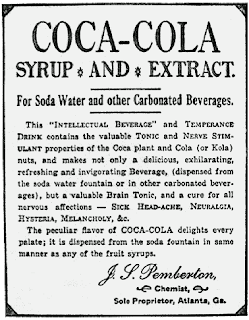 COCA-COLA
SYRUP * AND * EXTRACT.
For Soda Water and other Carbonated Beverages.
This "INTELLECTUAL BEVERAGE" and TEMPERANCE
DRINK contains the valuable TONIC and NERVE STIM-
ULANT properties of the Coca plant and Cola (or Kola)
nuts, and makes not only a delicious, exhilarating,
refreshing and invigorating Beverage, (dispensed from
the soda water fountain or in other carbonated bever-
ages), but a valuable Brain Tonic, and a cure for all
nervous affections — SICK HEAD-ACHE, NEURALGIA,
HYSTERIA, MELANCHOLY, &c.
The peculiar flavor of COCA-COLA delights every
palate; it is dispensed from the soda fountain in same
manner as any of the fruit syrups.
J. S. Pemberton,
Chemist,
Sole Proprietor, Atlanta, Ga.